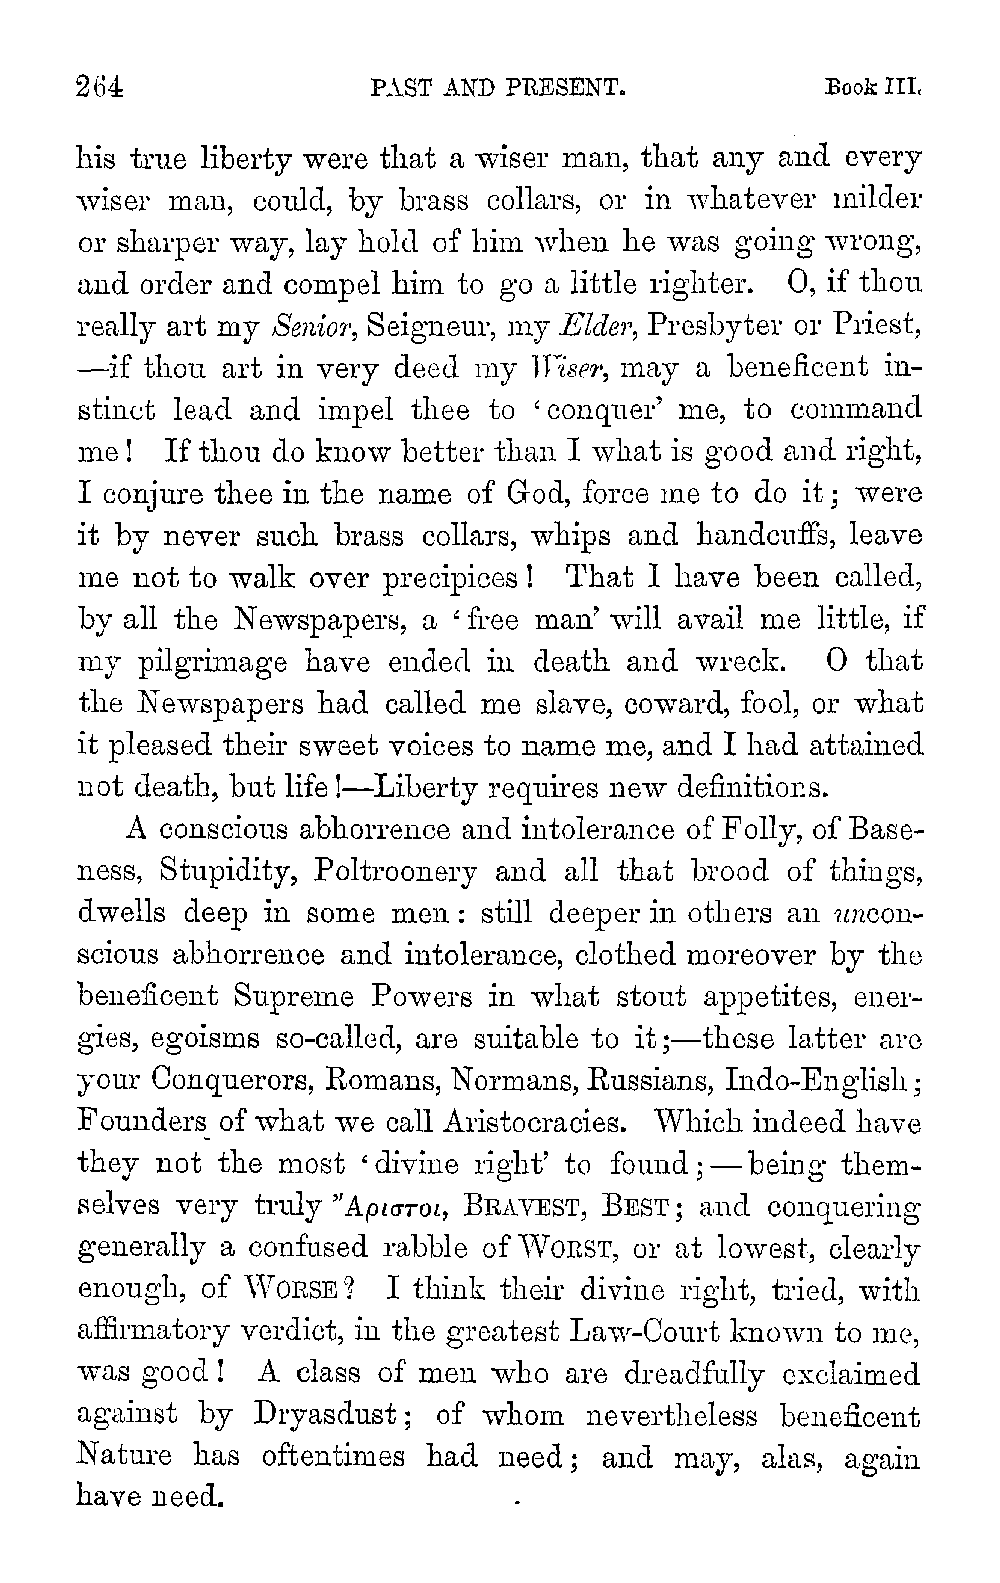 264 PAST AND PRESENT. Book III.
his true liberty were that a wiser man, that any and every
wiser man, could, by brass collars, or in whatever milder
or sharper way, lay hold of him when he was going wrong,
and order and compel him to go a little righter. O, if thou
really art my Senior, Seigneur, my Elder, Presbyter or Priest,
—if thou art in very deed my Wiser, may a beneficent in-
stinct lead and impel thee to ‘conquer’ me, to command
me! If thou do know better than I what is good and right,
I conjure thee in the name of God, force me to do it; were
it by never such brass collars, whips and handcuffs, leave
me not to walk over precipices! That I have been called,
by all the Newspapers, a ‘free man’ will avail me little, if
my pilgrimage have ended in death and wreck. O that
the Newspapers had called me slave, coward, fool, or what
it pleased their sweet voices to name me, and I had attained
not death, but life!—Liberty requires new definitions.
A conscious abhorrence and intolerance of Folly, of Base-
ness, Stupidity, Poltroonery and all that brood of things,
dwells deep in some men: still deeper in others an uncon-
scious abhorrence and intolerance, clothed moreover by the
beneficent Supreme Powers in what stout appetites, ener-
gies, egoisms so-called, are suitable to it;—these latter are
your Conquerors, Romans, Normans, Russians, Indo-English;
Founders of what we call Aristocracies. Which indeed have
they not the most ‘divine right’ to found;—being them-
selves very truly Ἄριστοι, BRAVEST, BEST; and conquering
generally a confused rabble of WORST, or at lowest, clearly
enough, of WORSE? I think their divine right, tried, with
affirmatory verdict, in the greatest Law-Court known to me,
was good! A class of men who are dreadfully exclaimed
against by Dryasdust; of whom nevertheless beneficent
Nature has oftentimes had need; and may, alas, again
have need.